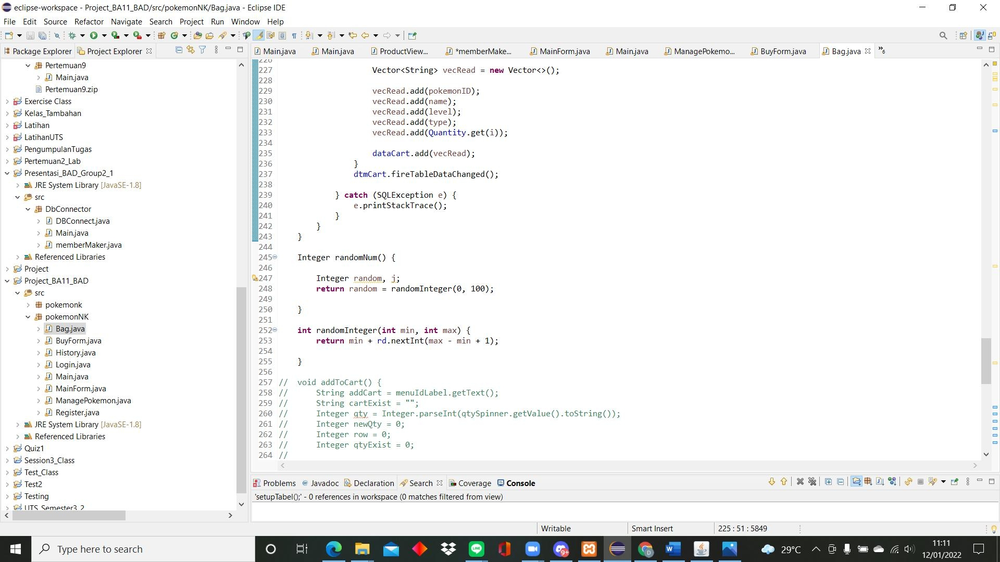 eclipse-workspace - Project_BA11_BAD/src/pokemonNK/Bag.java - Eclipse IDE
File Edit Source Refactor Navigate Search Project Run Window Help
Package Explorer Project Explorer
Main.java Main.java ProductView... *memberMake... MainForm.java Main.java ManagePokemo... BuyForm.java Bag.java »6
Pertemuan9
Main.java
Pertemuan9.zip
Exercise Class
Kelas_Tambahan
Latihan
LatihanUTS
PengumpulanTugas
Pertemuan2_Lab
Presentasi_BAD_Group2_1
JRE System Library [JavaSE-1.8]
src
DbConnector
DBConnect.java
Main.java
memberMaker.java
Referenced Libraries
Project
Project_BA11_BAD
src
pokemonk
pokemonNK
Bag.java
BuyForm.java
History.java
Login.java
Main.java
MainForm.java
ManagePokemon.java
Register.java
JRE System Library [JavaSE-1.8]
Referenced Libraries
Quiz1
Session3_Class
Test_Class
Test2
Testing
UTS_Semester3_2
226
227 Vector<String> vecRead = new Vector<>();
228
229 vecRead.add(pokemonID);
230 vecRead.add(name);
231 vecRead.add(level);
232 vecRead.add(type);
233 vecRead.add(Quantity.get(i));
234
235 dataCart.add(vecRead);
236 }
237 dtmCart.fireTableDataChanged();
238
239 } catch (SQLException e) {
240 e.printStackTrace();
241 }
242 }
243 }
244
245 Integer randomNum() {
246
247 Integer random, j;
248 return random = randomInteger(0, 100);
249
250 }
251
252 int randomInteger(int min, int max) {
253 return min + rd.nextInt(max - min + 1);
254
255 }
256
257 // void addToCart() {
258 // String addCart = menuIdLabel.getText();
259 // String cartExist = "";
260 // Integer qty = Integer.parseInt(qtySpinner.getValue().toString());
261 // Integer newQty = 0;
262 // Integer row = 0;
263 // Integer qtyExist = 0;
264 //
Problems Javadoc Declaration Search Coverage Console
'setupTabel();' - 0 references in workspace (0 matches filtered from view)
Writable Smart Insert 225 : 51 : 5849
Type here to search
LINE
9+
D
29°C
11:11
12/01/2022